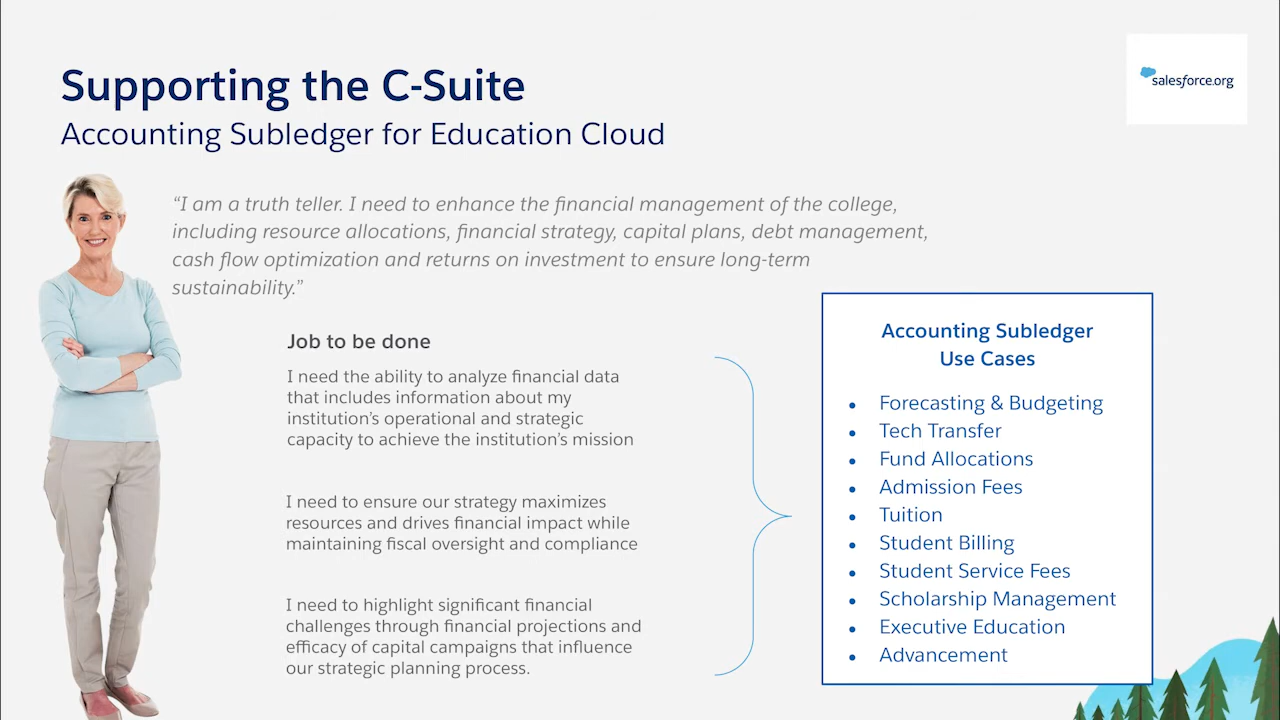 Supporting the C-Suite
Accounting Subledger for Education Cloud
salesforce.org
“I am a truth teller. I need to enhance the financial management of the college,
including resource allocations, financial strategy, capital plans, debt management,
cash flow optimization and returns on investment to ensure long-term
sustainability.”
Job to be done
I need the ability to analyze financial data
that includes information about my
institution’s operational and strategic
capacity to achieve the institution’s mission
I need to ensure our strategy maximizes
resources and drives financial impact while
maintaining fiscal oversight and compliance
I need to highlight significant financial
challenges through financial projections and
efficacy of capital campaigns that influence
our strategic planning process.
Accounting Subledger
Use Cases
● Forecasting & Budgeting
● Tech Transfer
● Fund Allocations
● Admission Fees
● Tuition
● Student Billing
● Student Service Fees
● Scholarship Management
● Executive Education
● Advancement